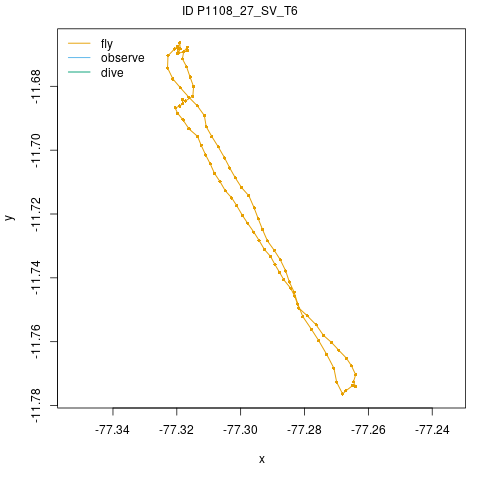 ID P1108_27_SV_T6
fly
observe
dive
y
-11.68
-11.70
-11.72
-11.74
-11.76
-11.78
-77.34
-77.32
-77.30
-77.28
-77.26
-77.24
x